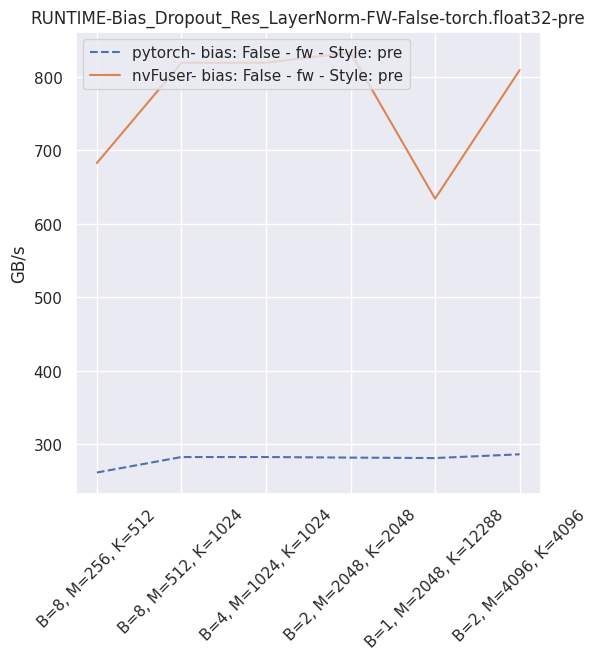 RUNTIME-Bias_Dropout_Res_LayerNorm-FW-False-torch.float32-pre
pytorch- bias: False - fw - Style: pre
nvFuser- bias: False - fw - Style: pre
800
700
600
500
400
300
GB/s
B=8, M=256, K=512
B=8, M=512, K=1024
B=4, M=1024, K=1024
B=2, M=2048, K=2048
B=1, M=2048, K=12288
B=2, M=4096, K=4096